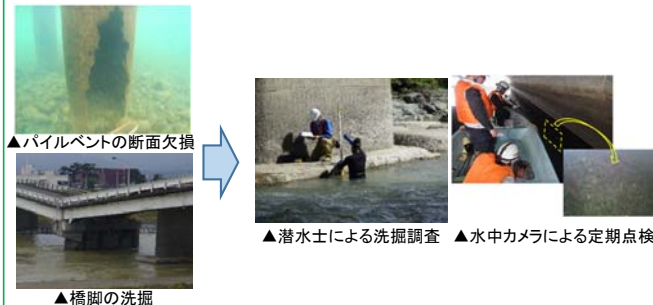 ▲パイルベントの断面欠損
▲橋脚の洗掘
▲潜水士による洗掘調査
▲水中カメラによる定期点検